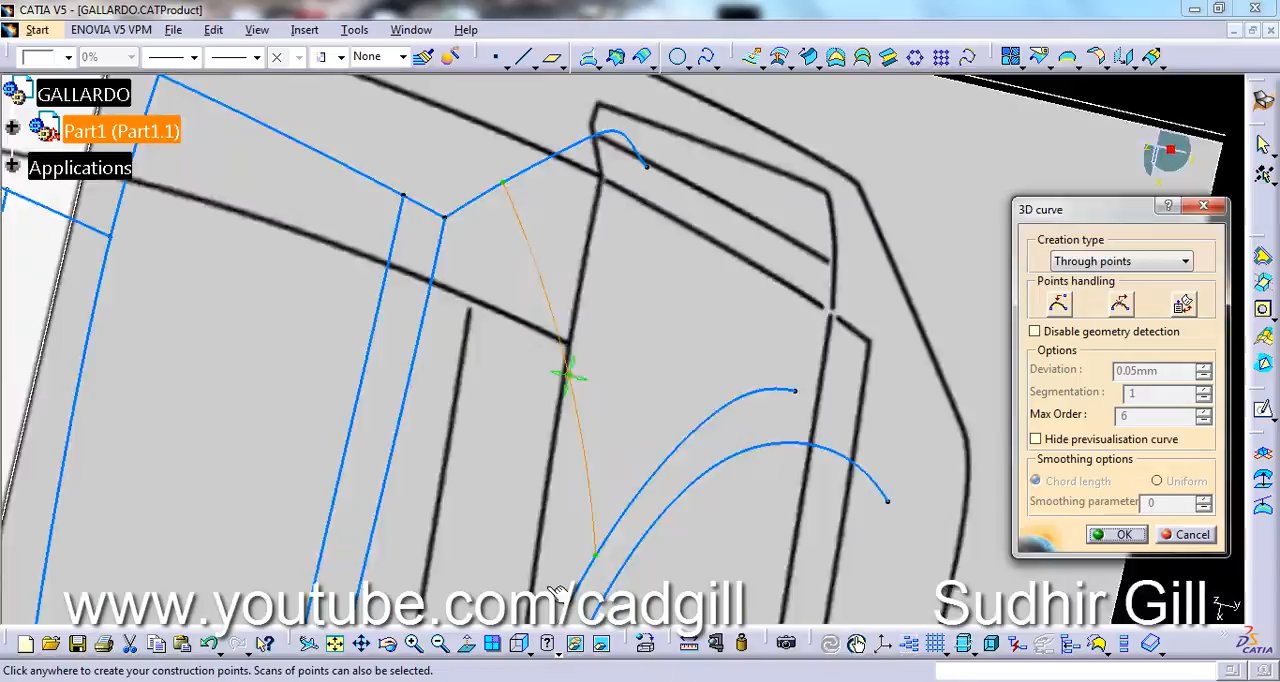 CATIA V5 - [GALLARDO.CATProduct]
Start ENOVIA V5 VPM File Edit View Insert Tools Window Help
0% None
GALLARDO
Part1 (Part1.1)
Applications
3D curve
Creation type
Through points
Points handling
Disable geometry detection
Options
Deviation : 0.05mm
Segmentation : 1
Max Order : 6
Hide previsualisation curve
Smoothing options
Chord length Uniform
Smoothing parameter 0
OK Cancel
www.youtube.com/cadgill Sudhir Gill
CATIA
Click anywhere to create your construction points. Scans of points can also be selected.